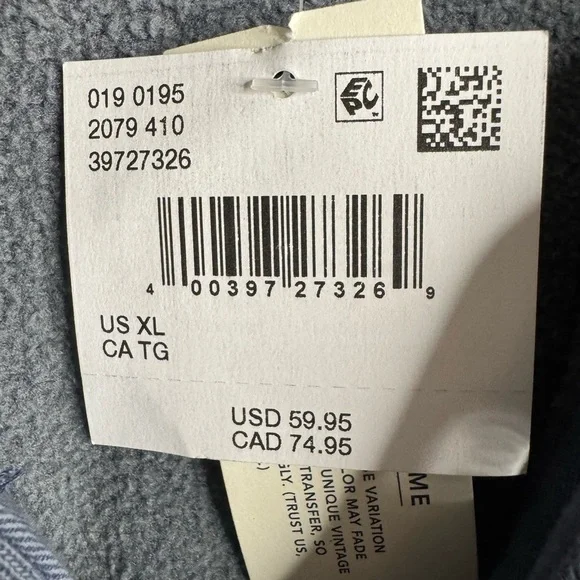 019 0195
2079 410
39727326
EPC
4 00397 27326 9
US XL
CA TG
USD 59.95
CAD 74.95
ME
E VARIATION
LOR MAY FADE
UNIQUE VINTAGE
TRANSFER, SO
GLY. (TRUST US,